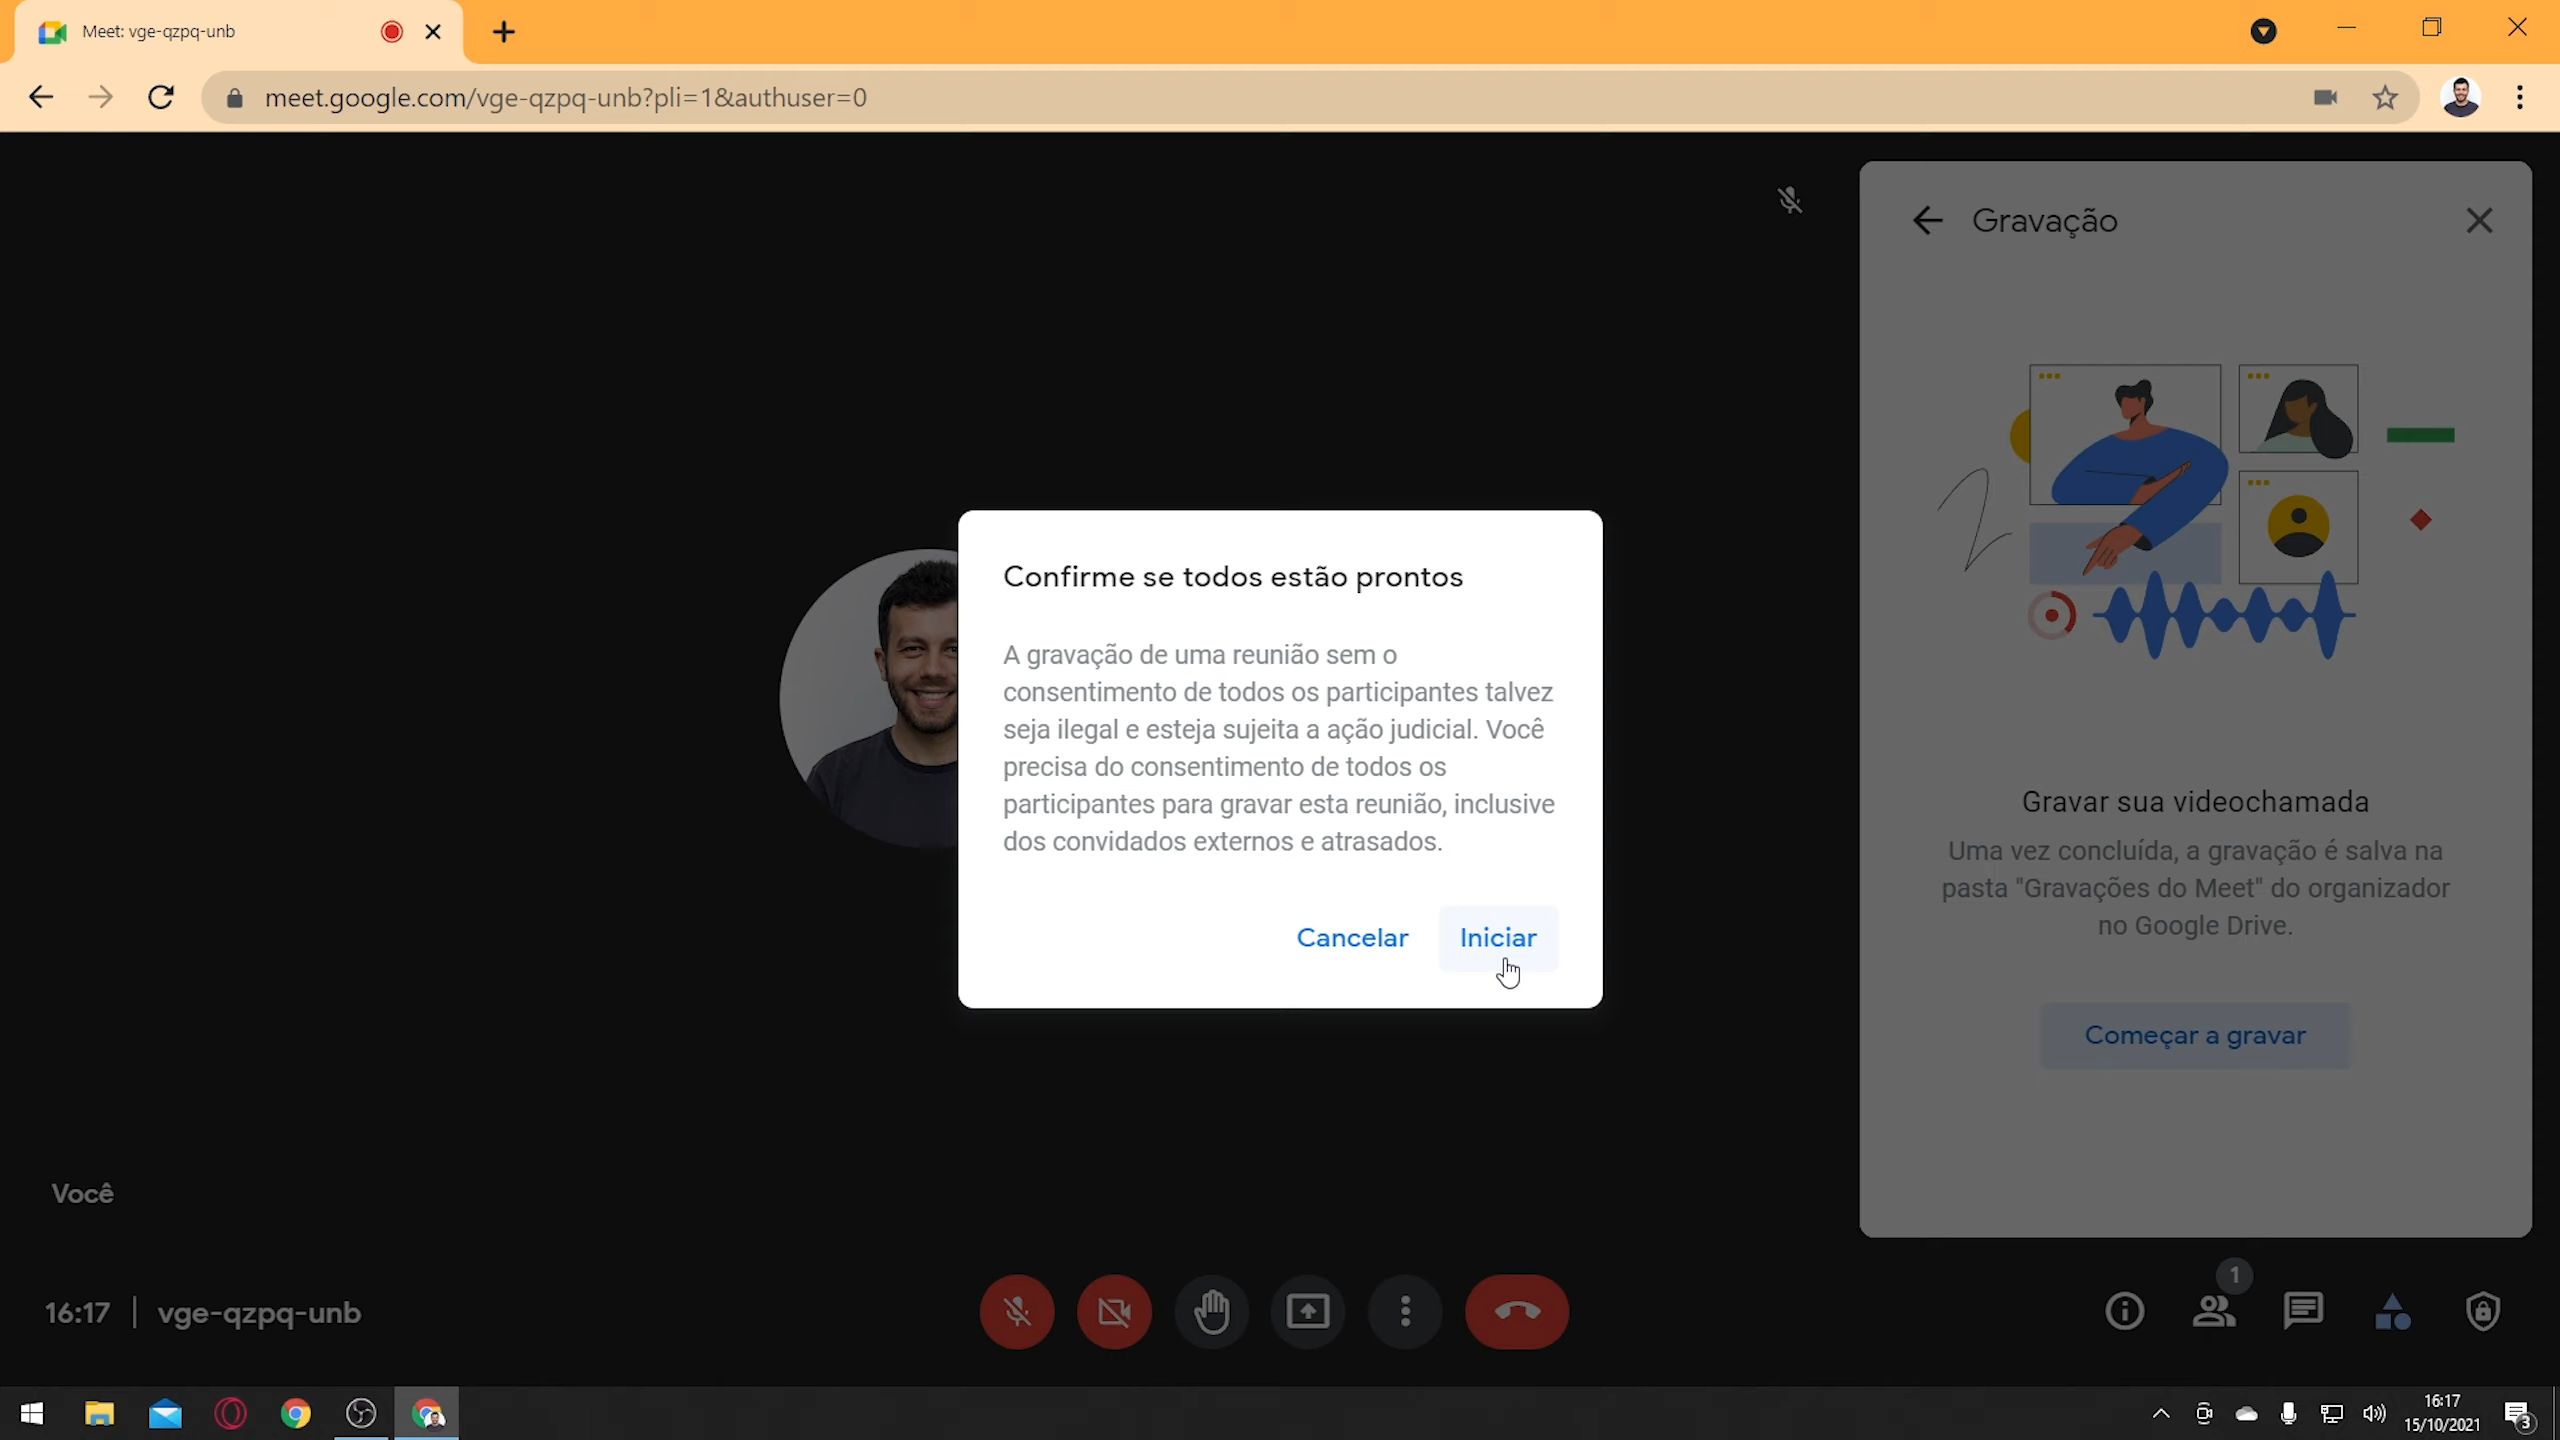 Meet: vge-qzpq-unb
meet.google.com/vge-qzpq-unb?pli=1&authuser=0
Gravação
Confirme se todos estão prontos
A gravação de uma reunião sem o
consentimento de todos os participantes talvez
seja ilegal e esteja sujeita a ação judicial. Você
precisa do consentimento de todos os
participantes para gravar esta reunião, inclusive
dos convidados externos e atrasados.
Cancelar
Iniciar
Gravar sua videochamada
Uma vez concluída, a gravação é salva na
pasta "Gravações do Meet" do organizador
no Google Drive.
Começar a gravar
Você
16:17 | vge-qzpq-unb
1
16:17
15/10/2021
3